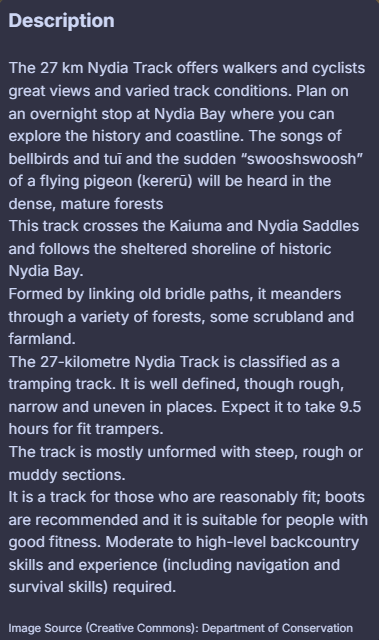 Description
The 27 km Nydia Track offers walkers and cyclists
great views and varied track conditions. Plan on
an overnight stop at Nydia Bay where you can
explore the history and coastline. The songs of
bellbirds and tuī and the sudden “swooshswoosh”
of a flying pigeon (kererū) will be heard in the
dense, mature forests
This track crosses the Kaiuma and Nydia Saddles
and follows the sheltered shoreline of historic
Nydia Bay.
Formed by linking old bridle paths, it meanders
through a variety of forests, some scrubland and
farmland.
The 27-kilometre Nydia Track is classified as a
tramping track. It is well defined, though rough,
narrow and uneven in places. Expect it to take 9.5
hours for fit trampers.
The track is mostly unformed with steep, rough or
muddy sections.
It is a track for those who are reasonably fit; boots
are recommended and it is suitable for people with
good fitness. Moderate to high-level backcountry
skills and experience (including navigation and
survival skills) required.
Image Source (Creative Commons): Department of Conservation